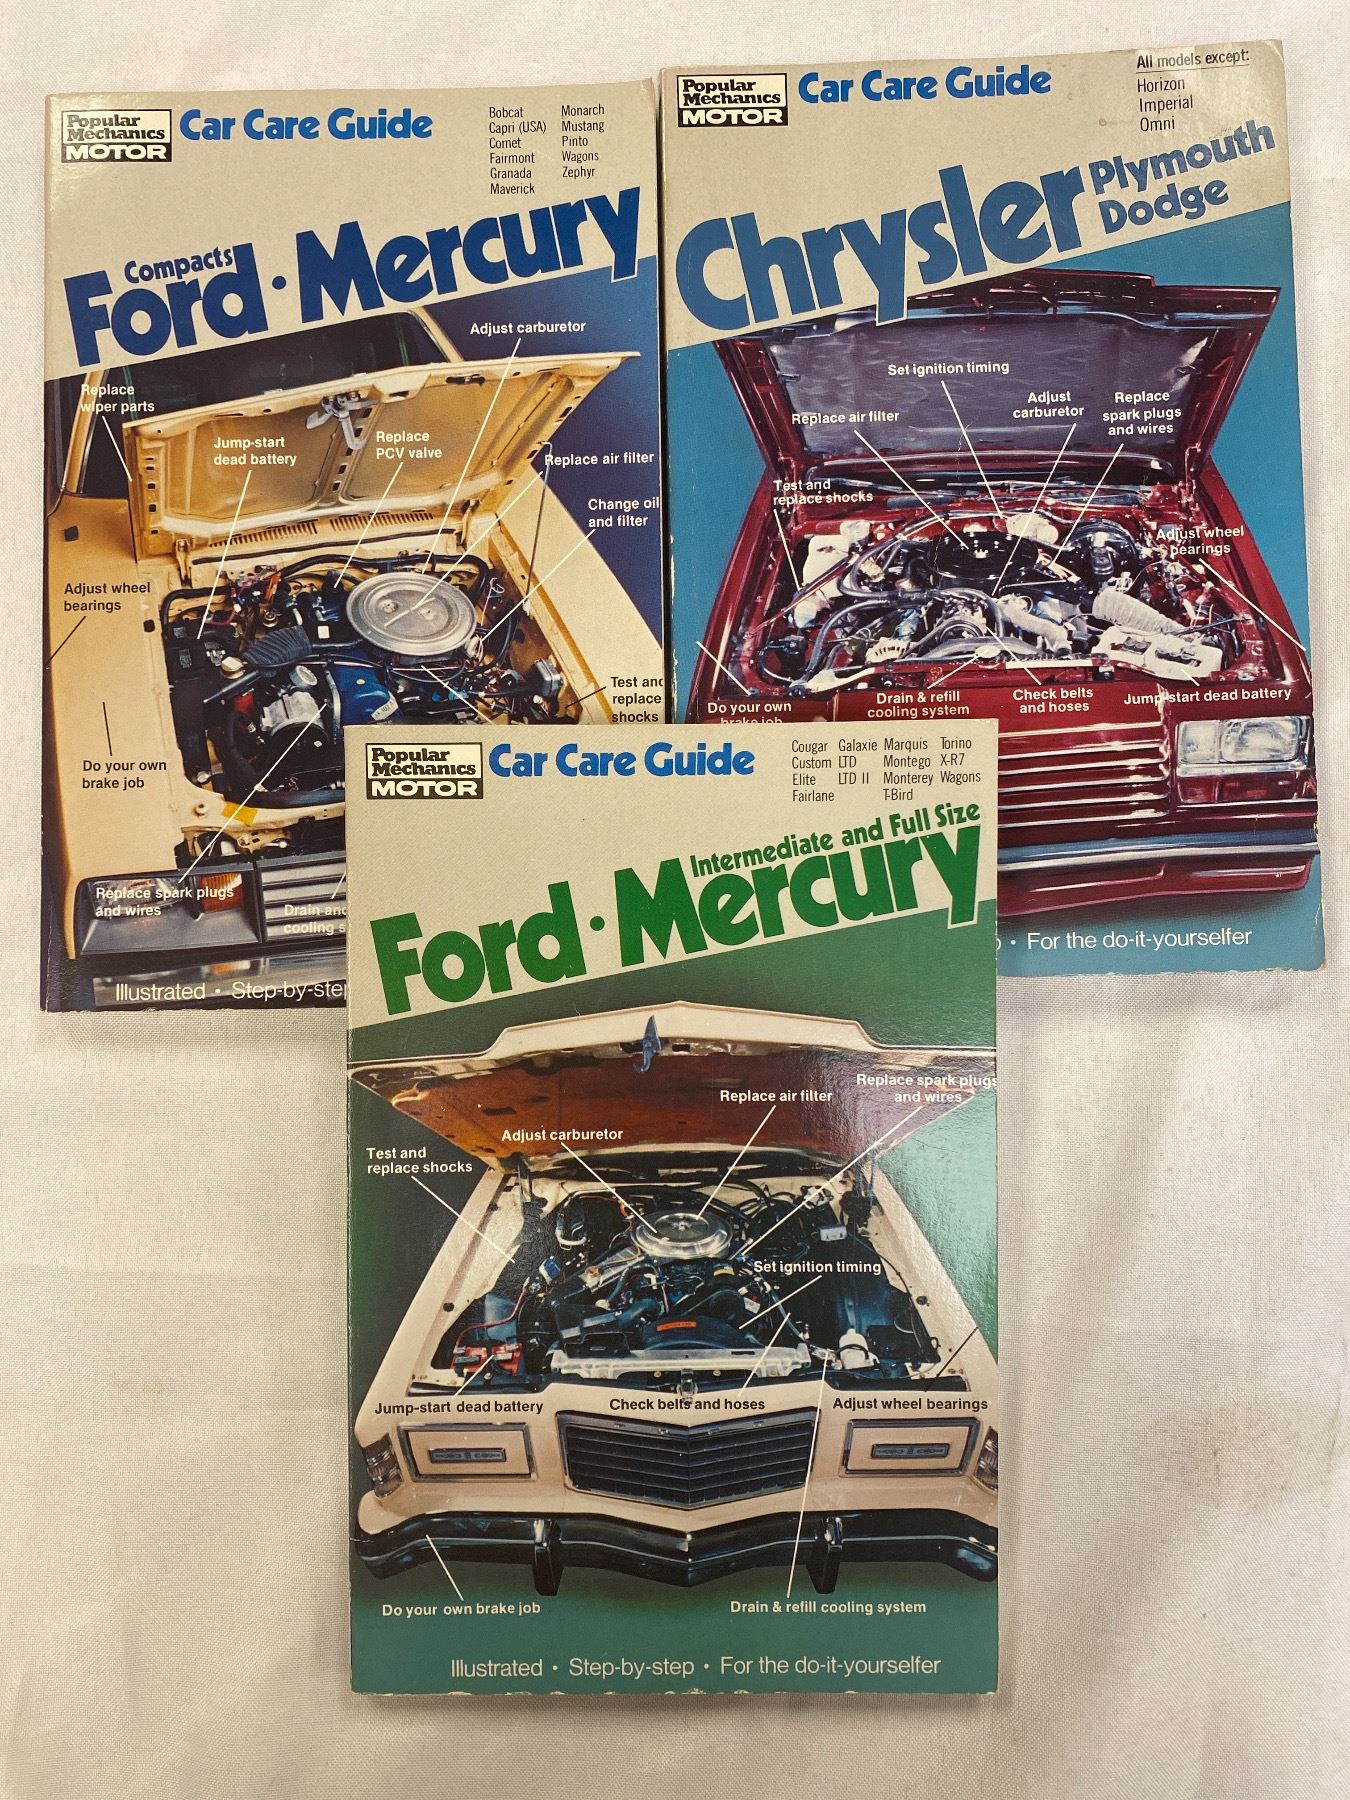 Popular
Mechanics
MOTOR
Car Care Guide
Bobcat
Capri (USA)
Comet
Fairmont
Granada
Maverick
Monarch
Mustang
Pinto
Wagons
Zephyr
Compacts
Ford · Mercury
Adjust carburetor
Replace
wiper parts
Jump-start
dead battery
Replace
PCV valve
Replace air filter
Change oil
and filter
Adjust wheel
bearings
Test and
replace
shocks
Do your own
brake job
Replace spark plugs
and wires
Drain and
cooling s
Illustrated • Step-by-step
Popular
Mechanics
MOTOR
Car Care Guide
All models except:
Horizon
Imperial
Omni
Chrysler
Plymouth
Dodge
Set ignition timing
Replace air filter
Adjust
carburetor
Replace
spark plugs
and wires
Test and
replace shocks
Adjust wheel
bearings
Do your own
brake job
Drain & refill
cooling system
Check belts
and hoses
Jump-start dead battery
p • For the do-it-yourselfer
Popular
Mechanics
MOTOR
Car Care Guide
Cougar
Custom
Elite
Fairlane
Galaxie
LTD
LTD II
Marquis
Montego
Monterey
T-Bird
Torino
X-R7
Wagons
Intermediate and Full Size
Ford · Mercury
Replace spark plugs
and wires
Replace air filter
Adjust carburetor
Test and
replace shocks
Set ignition timing
Jump-start dead battery
Check belts and hoses
Adjust wheel bearings
Do your own brake job
Drain & refill cooling system
Illustrated • Step-by-step • For the do-it-yourselfer